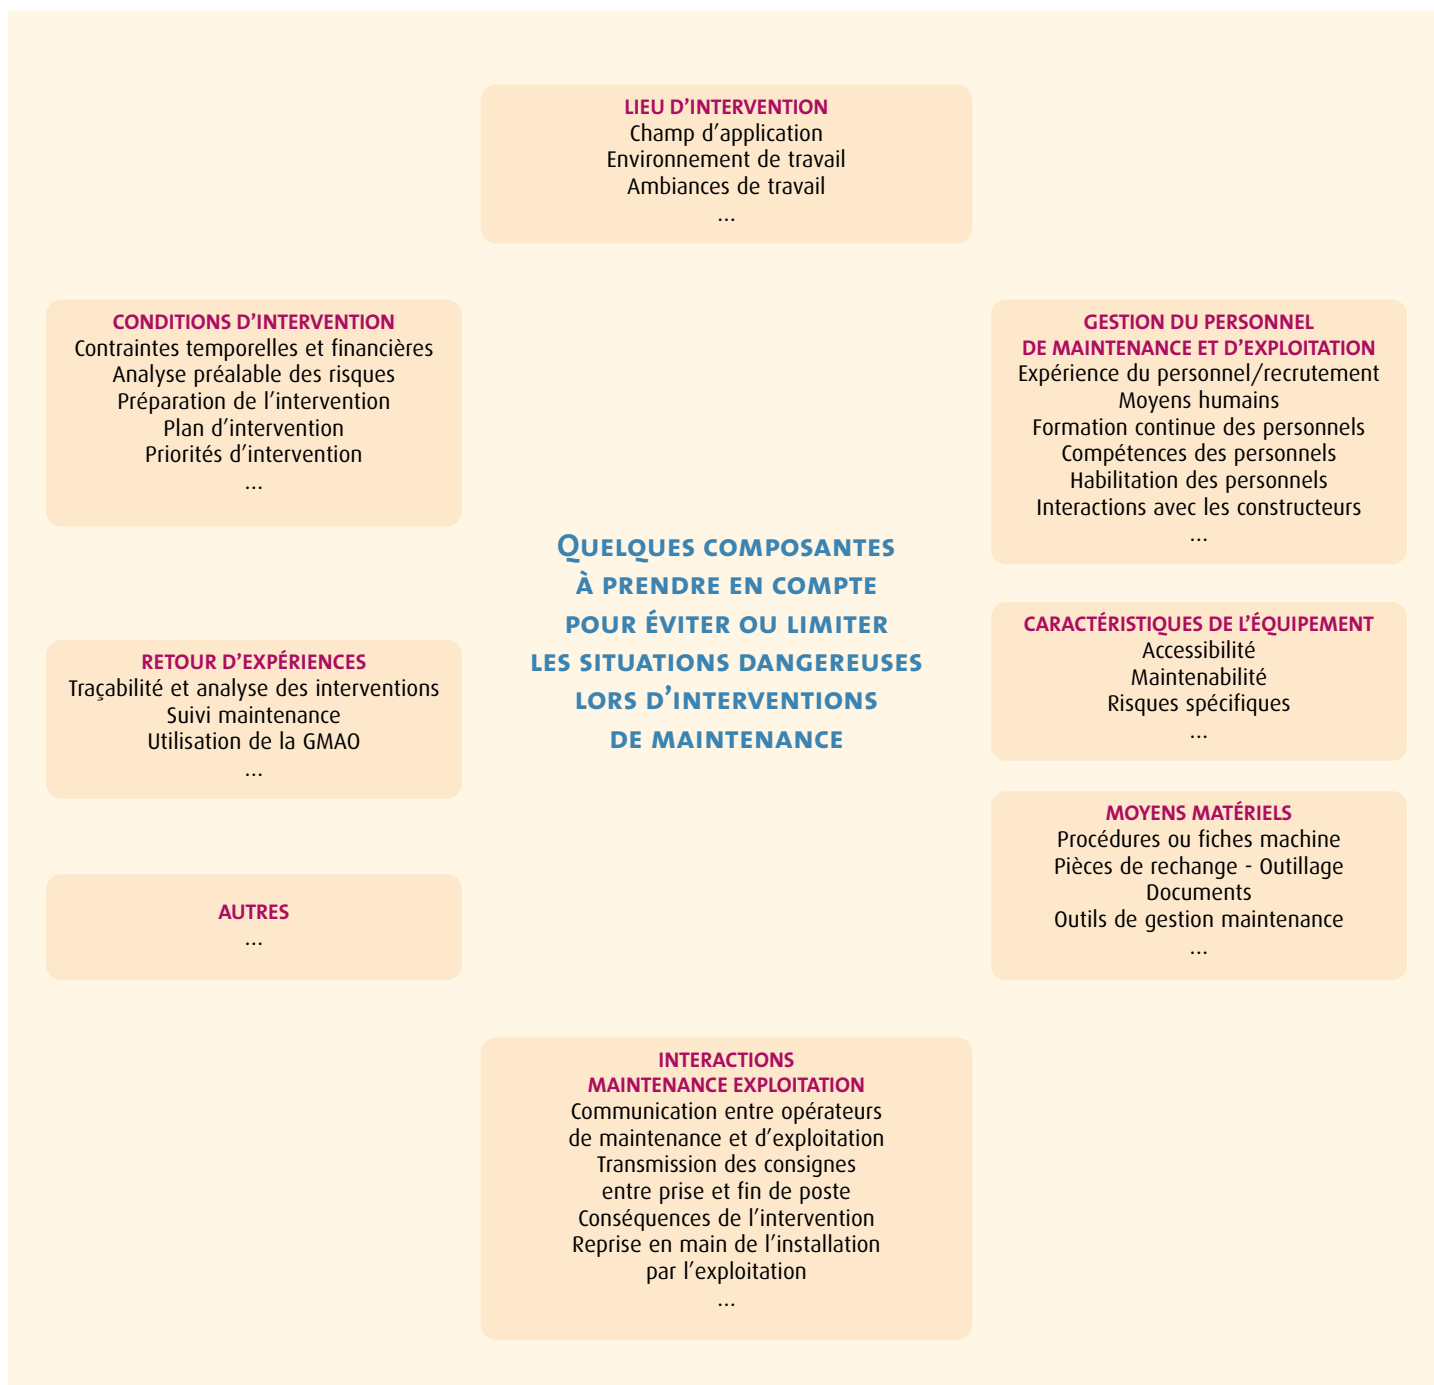 LIEU D’INTERVENTION
Champ d’application
Environnement de travail
Ambiances de travail
...
CONDITIONS D’INTERVENTION
Contraintes temporelles et financières
Analyse préalable des risques
Préparation de l’intervention
Plan d’intervention
Priorités d’intervention
...
GESTION DU PERSONNEL
DE MAINTENANCE ET D’EXPLOITATION
Expérience du personnel/recrutement
Moyens humains
Formation continue des personnels
Compétences des personnels
Habilitation des personnels
Interactions avec les constructeurs
...
QUELQUES COMPOSANTES
À PRENDRE EN COMPTE
POUR ÉVITER OU LIMITER
LES SITUATIONS DANGEREUSES
LORS D’INTERVENTIONS
DE MAINTENANCE
RETOUR D’EXPÉRIENCES
Traçabilité et analyse des interventions
Suivi maintenance
Utilisation de la GMAO
...
CARACTÉRISTIQUES DE L’ÉQUIPEMENT
Accessibilité
Maintenabilité
Risques spécifiques
...
MOYENS MATÉRIELS
Procédures ou fiches machine
Pièces de rechange - Outillage
Documents
Outils de gestion maintenance
...
AUTRES
...
INTERACTIONS
MAINTENANCE EXPLOITATION
Communication entre opérateurs
de maintenance et d’exploitation
Transmission des consignes
entre prise et fin de poste
Conséquences de l’intervention
Reprise en main de l’installation
par l’exploitation
...